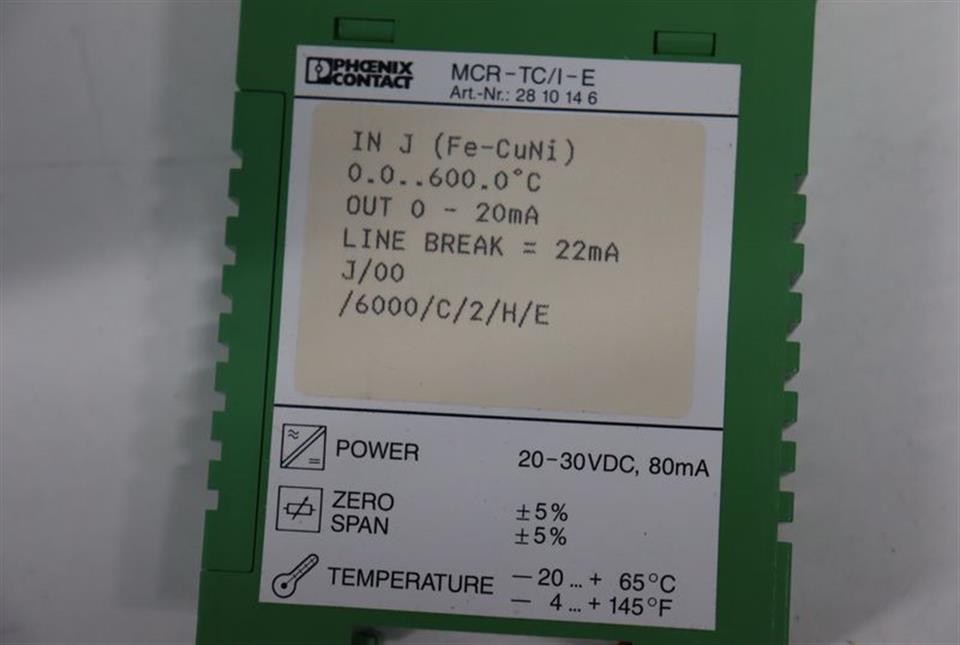 PHŒNIX
CONTACT
MCR-TC/I-E
Art.-Nr.: 28 10 14 6
IN J (Fe-CuNi)
0.0..600.0°C
OUT 0 - 20mA
LINE BREAK = 22mA
J/00
/6000/C/2/H/E
POWER 20-30VDC, 80mA
ZERO ±5%
SPAN ±5%
TEMPERATURE -20 ... + 65°C
- 4 ... +145°F